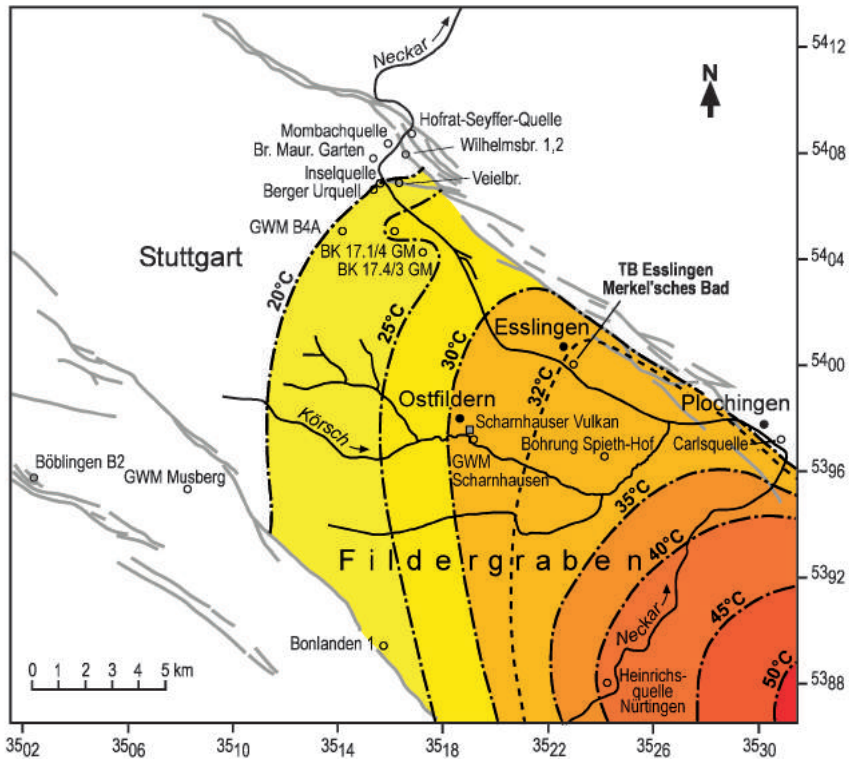 Neckar
N
Hofrat-Seyffer-Quelle
Mombachquelle
Wilhelmsbr. 1,2
Br. Maur. Garten
Inselquelle
Veielbr.
Berger Urquell
GWM B4A
BK 17.1/4 GM
BK 17.4/3 GM
Stuttgart
20°C
25°C
30°C
32°C
TB Esslingen
Merkel'sches Bad
Esslingen
Ostfildern
Plochingen
Scharnhauser Vulkan
Bohrung Spieth-Hof
Carlsquelle
GWM
Scharnhausen
Körsch
Böblingen B2
GWM Musberg
35°C
40°C
45°C
50°C
Fildergraben
Neckar
Bonlanden 1
Heinrichs-
quelle
Nürtingen
0 1 2 3 4 5 km
5412
5408
5404
5400
5396
5392
5388
3502 3506 3510 3514 3518 3522 3526 3530